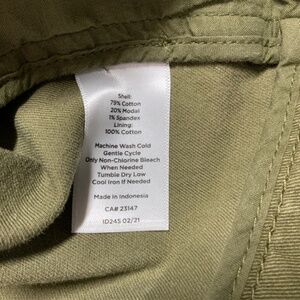 Shell:
79% Cotton
20% Modal
1% Spandex
Lining:
100% Cotton
Machine Wash Cold
Gentle Cycle
Only Non-Chlorine Bleach
When Needed
Tumble Dry Low
Cool Iron If Needed
Made in Indonesia
CA# 23147
ID245 02/21